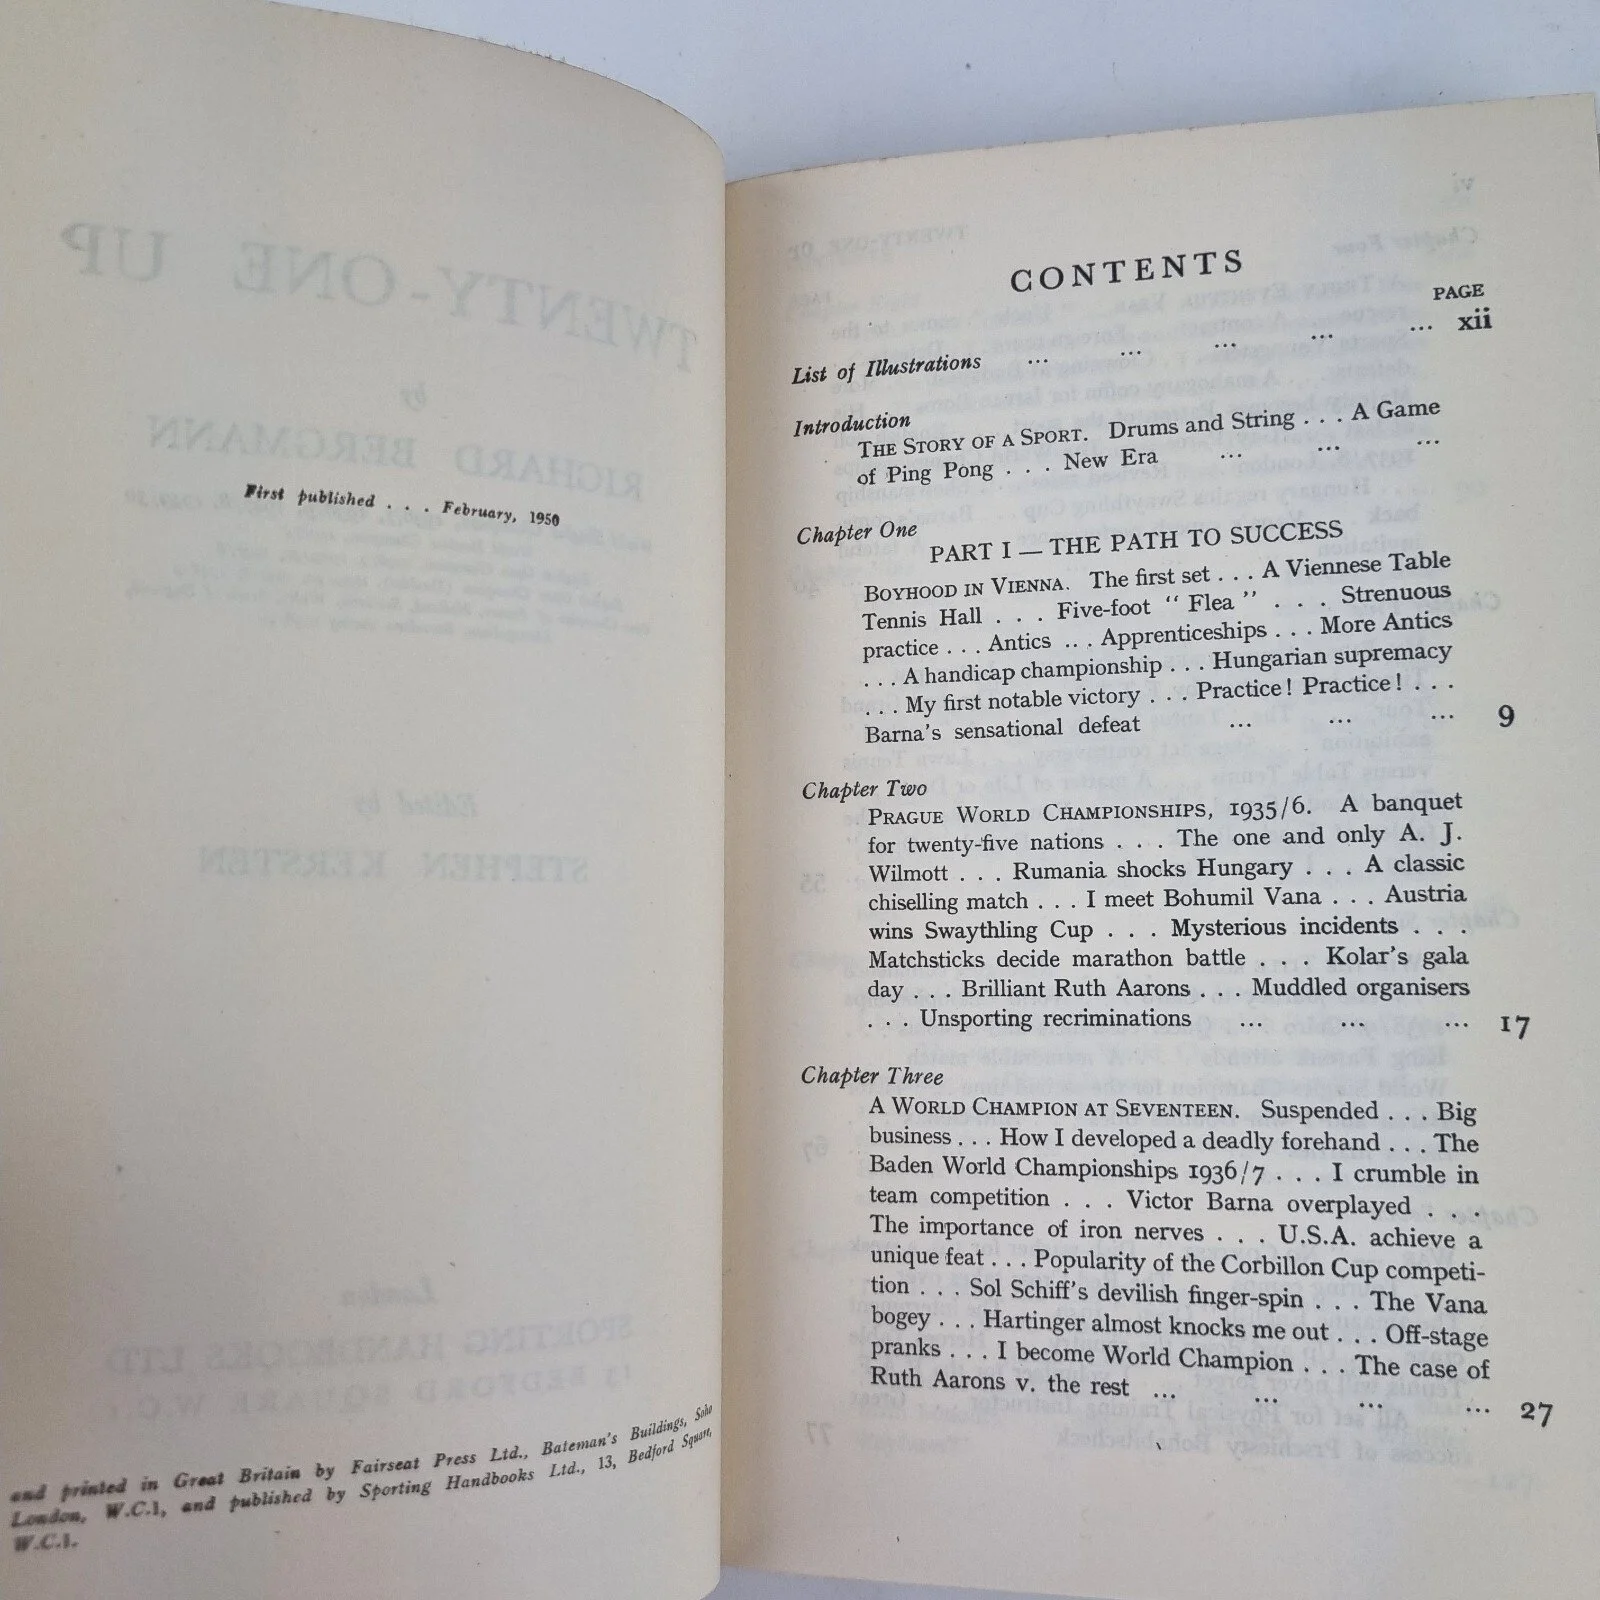 First published . . . February, 1950
and printed in Great Britain by Fairseat Press Ltd., Bateman's Buildings, Soho
London, W.C.1, and published by Sporting Handbooks Ltd., 13, Bedford Square,
W.C.1.
CONTENTS
PAGE
List of Illustrations ... ... ... ... ... xii
Introduction
THE STORY OF A SPORT. Drums and String . . . A Game
of Ping Pong . . . New Era ... ... ...
Chapter One
PART I — THE PATH TO SUCCESS
BOYHOOD IN VIENNA. The first set . . . A Viennese Table
Tennis Hall . . . Five-foot “ Flea ” . . . Strenuous
practice . . . Antics . . . Apprenticeships . . . More Antics
. . . A handicap championship . . . Hungarian supremacy
. . . My first notable victory . . . Practice! Practice! . . .
Barna's sensational defeat ... ... ... 9
Chapter Two
PRAGUE WORLD CHAMPIONSHIPS, 1935/6. A banquet
for twenty-five nations . . . The one and only A. J.
Wilmott . . . Rumania shocks Hungary . . . A classic
chiselling match . . . I meet Bohumil Vana . . . Austria
wins Swaythling Cup . . . Mysterious incidents . . .
Matchsticks decide marathon battle . . . Kolar's gala
day . . . Brilliant Ruth Aarons . . . Muddled organisers
. . . Unsporting recriminations ... ... ... 17
Chapter Three
A WORLD CHAMPION AT SEVENTEEN. Suspended . . . Big
business . . . How I developed a deadly forehand . . . The
Baden World Championships 1936/7 . . . I crumble in
team competition . . . Victor Barna overplayed . . .
The importance of iron nerves . . . U.S.A. achieve a
unique feat . . . Popularity of the Corbillon Cup competi-
tion . . . Sol Schiff's devilish finger-spin . . . The Vana
bogey . . . Hartinger almost knocks me out . . . Off-stage
pranks . . . I become World Champion . . . The case of
Ruth Aarons v. the rest ... ... ... ... 27